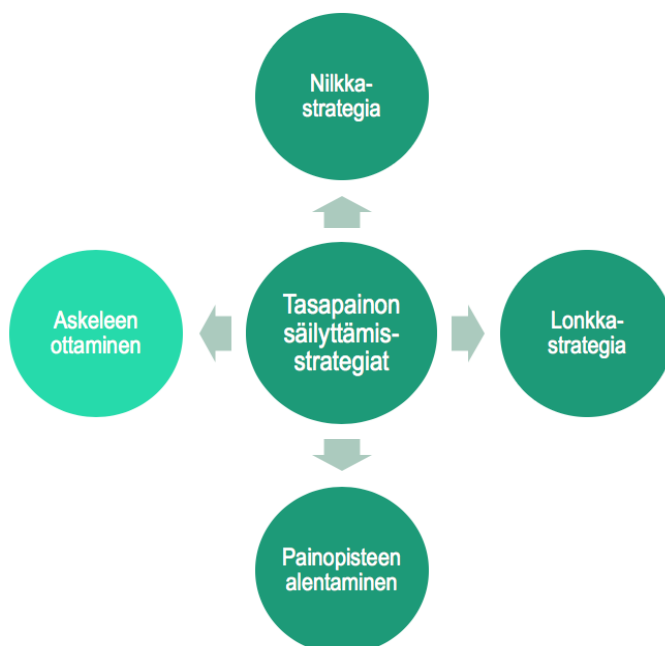 Nilkka-
strategia
Askeleen
ottaminen
Tasapainon
säilyttämis-
strategiat
Lonkka-
strategia
Painopisteen
alentaminen